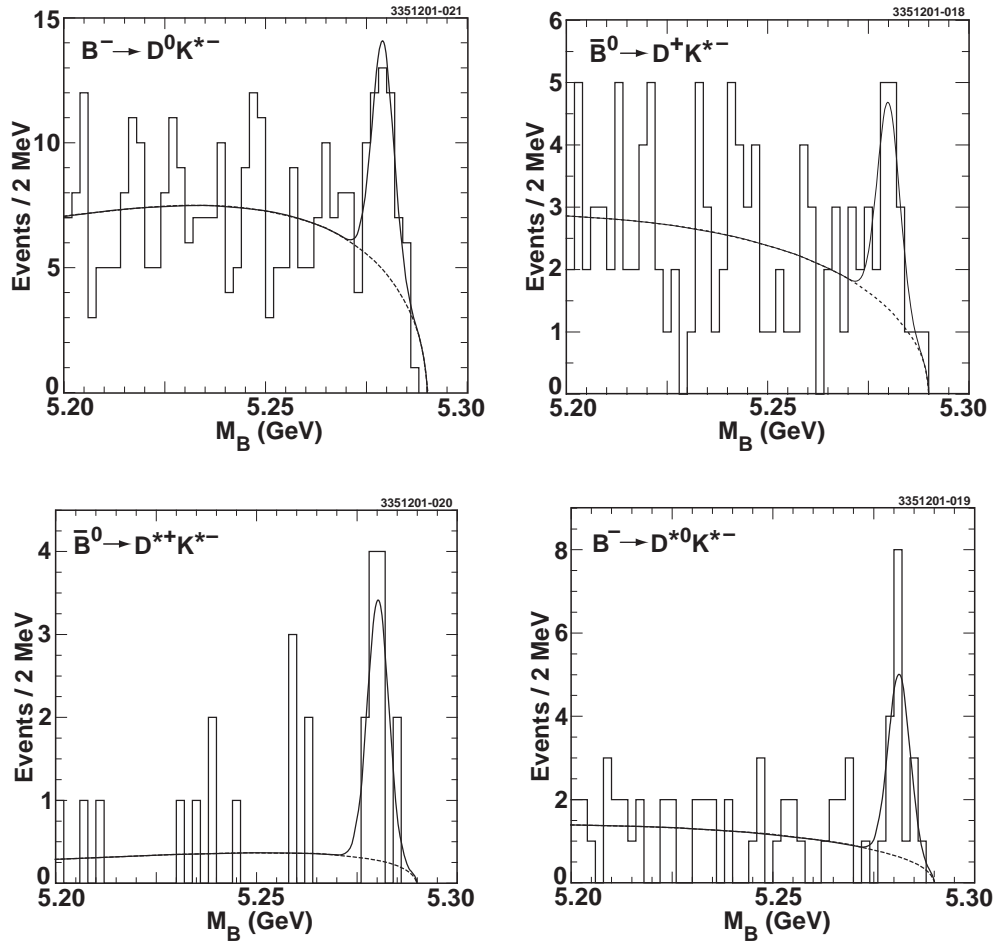 3351201-021
B⁻ → D⁰K*⁻
Events / 2 MeV
15
10
5
0
5.20 5.25 5.30
M_B (GeV)
3351201-018
B̅⁰ → D⁺K*⁻
Events / 2 MeV
6
5
4
3
2
1
0
5.20 5.25 5.30
M_B (GeV)
3351201-020
B̅⁰ → D*⁺K*⁻
Events / 2 MeV
4
3
2
1
0
5.20 5.25 5.30
M_B (GeV)
3351201-019
B⁻ → D*⁰K*⁻
Events / 2 MeV
8
6
4
2
0
5.20 5.25 5.30
M_B (GeV)